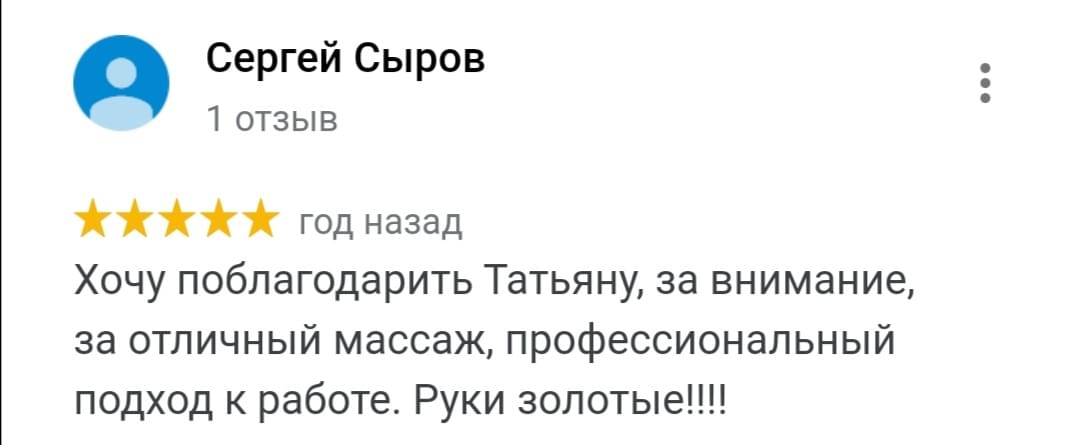 Сергей Сыров
1 отзыв
год назад
Хочу поблагодарить Татьяну, за внимание,
за отличный массаж, профессиональный
подход к работе. Руки золотые!!!!